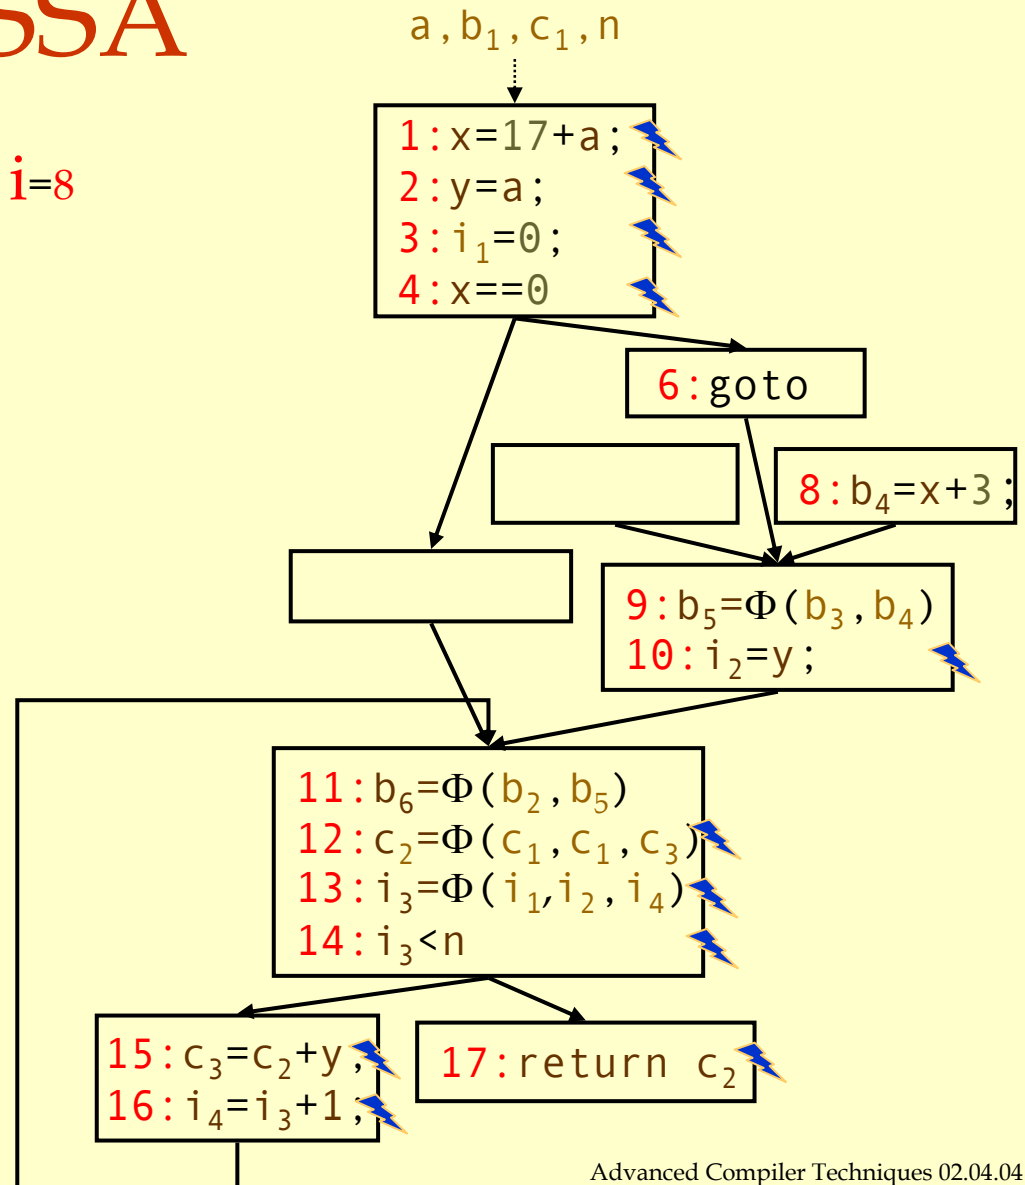 SSA
a,b₁,c₁,n
i=8
1:x=17+a;
2:y=a;
3:i₁=0;
4:x==0
6:goto
8:b₄=x+3;
9:b₅=Φ(b₃,b₄)
10:i₂=y;
11:b₆=Φ(b₂,b₅)
12:c₂=Φ(c₁,c₁,c₃)
13:i₃=Φ(i₁,i₂,i₄)
14:i₃<n
15:c₃=c₂+y;
16:i₄=i₃+1;
17:return c₂
Advanced Compiler Techniques 02.04.04